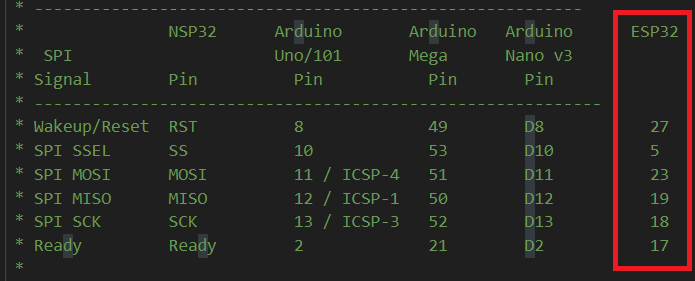 * ---------------------------------------------------------
* NSP32 Arduino Arduino Arduino ESP32
* SPI Uno/101 Mega Nano v3
* Signal Pin Pin Pin Pin
* -----------------------------------------------------------
* Wakeup/Reset RST 8 49 D8 27
* SPI SSEL SS 10 53 D10 5
* SPI MOSI MOSI 11 / ICSP-4 51 D11 23
* SPI MISO MISO 12 / ICSP-1 50 D12 19
* SPI SCK SCK 13 / ICSP-3 52 D13 18
* Ready Ready 2 21 D2 17
*